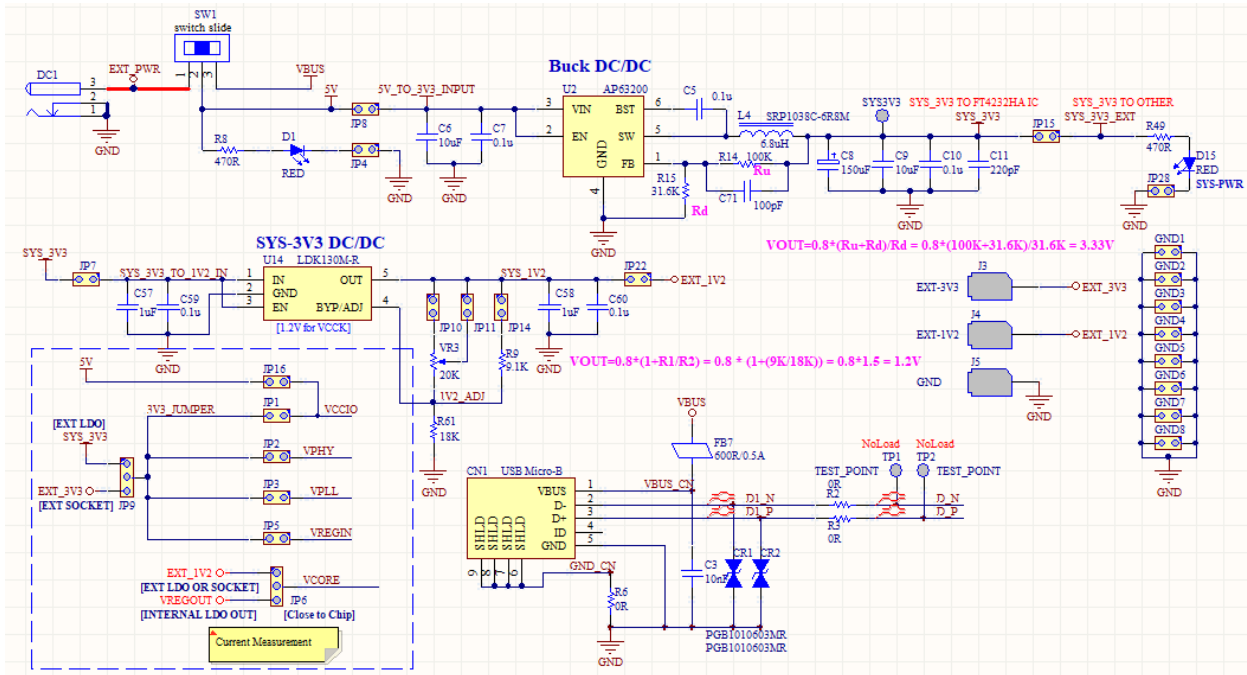 SW1
switch slide
DC1
EXT_PWR
3
2
1
1
2
3
VBUS
GND
5V
5V_TO_3V3_INPUT
JP8
R8
470R
D1
RED
JP4
GND
C6
10uF
C7
0.1u
GND
Buck DC/DC
U2
AP63200
3
VIN
BST
6
2
EN
SW
5
GND
FB
1
4
GND
C5
0.1u
L4
SRP1038C-6R8M
6.8uH
R14
100K
Ru
R15
31.6K
Rd
C71
100pF
SYS3V3
SYS_3V3 TO FT4232HA IC
SYS_3V3
SYS_3V3 TO OTHER
SYS_3V3_EXT
JP15
C8
150uF
C9
10uF
C10
0.1u
C11
220pF
GND
R49
470R
D15
RED
SYS-PWR
JP28
GND
VOUT=0.8*(Ru+Rd)/Rd = 0.8*(100K+31.6K)/31.6K = 3.33V
SYS-3V3 DC/DC
SYS_3V3
JP7
SYS_3V3_TO_1V2_IN
U14
LDK130M-R
1
IN
OUT
5
2
GND
3
EN
BYP/ADJ
4
[1.2V for VCCK]
C57
1uF
C59
0.1u
GND
SYS_1V2
JP22
EXT_1V2
JP10
JP11
JP14
C58
1uF
C60
0.1u
GND
VR3
20K
R9
9.1K
1V2_ADJ
R61
18K
GND
VOUT=0.8*(1+R1/R2) = 0.8 * (1+(9K/18K)) = 0.8*1.5 = 1.2V
J3
EXT-3V3
EXT_3V3
J4
EXT-1V2
EXT_1V2
J5
GND
GND
GND1
GND2
GND3
GND4
GND5
GND6
GND7
GND8
GND
5V
JP16
3V3_JUMPER
JP1
VCCIO
[EXT LDO]
SYS_3V3
JP2
VPHY
EXT_3V3
[EXT SOCKET]
JP9
JP3
VPLL
JP5
VREGIN
EXT_1V2
[EXT LDO OR SOCKET]
VREGOUT
[INTERNAL LDO OUT]
JP6
VCORE
[Close to Chip]
Current Measurement
VBUS
FB7
600R/0.5A
CN1
USB Micro-B
VBUS
D-
D+
ID
GND
1
2
3
4
5
SHLD
SHLD
SHLD
SHLD
9
8
7
6
VBUS_CN
D1_N
D1_P
GND_CN
R6
0R
GND
C3
10nF
CR1
CR2
PGB1010603MR
PGB1010603MR
R2
0R
R3
0R
NoLoad
TP1
TEST_POINT
NoLoad
TP2
TEST_POINT
D_N
D_P